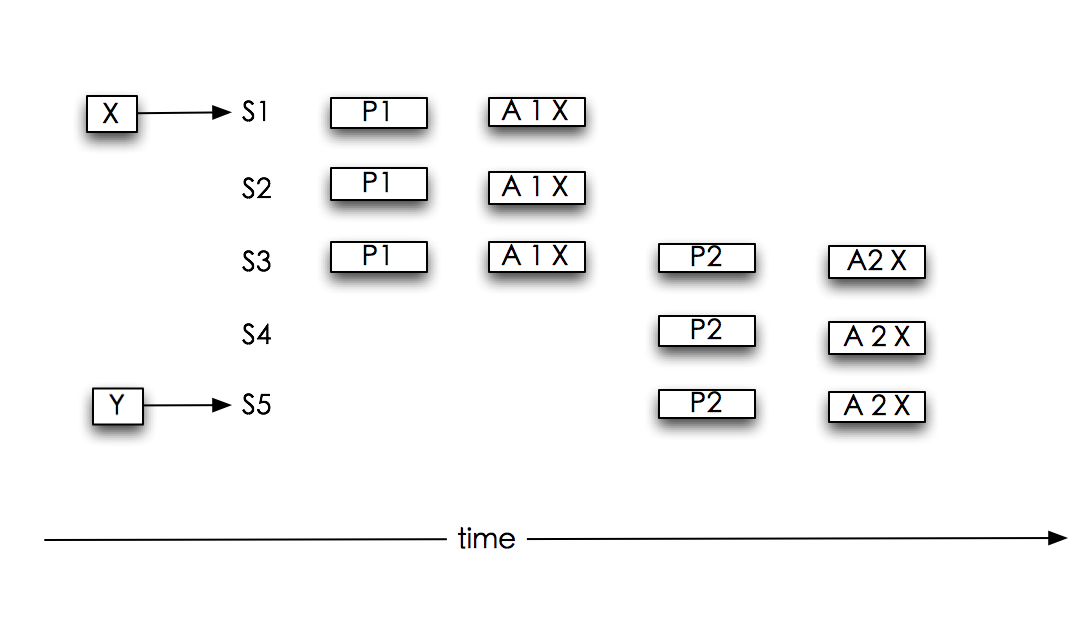 X S1 P1 A 1 X
S2 P1 A 1 X
S3 P1 A 1 X P2 A2 X
S4 P2 A 2 X
Y S5 P2 A 2 X
time